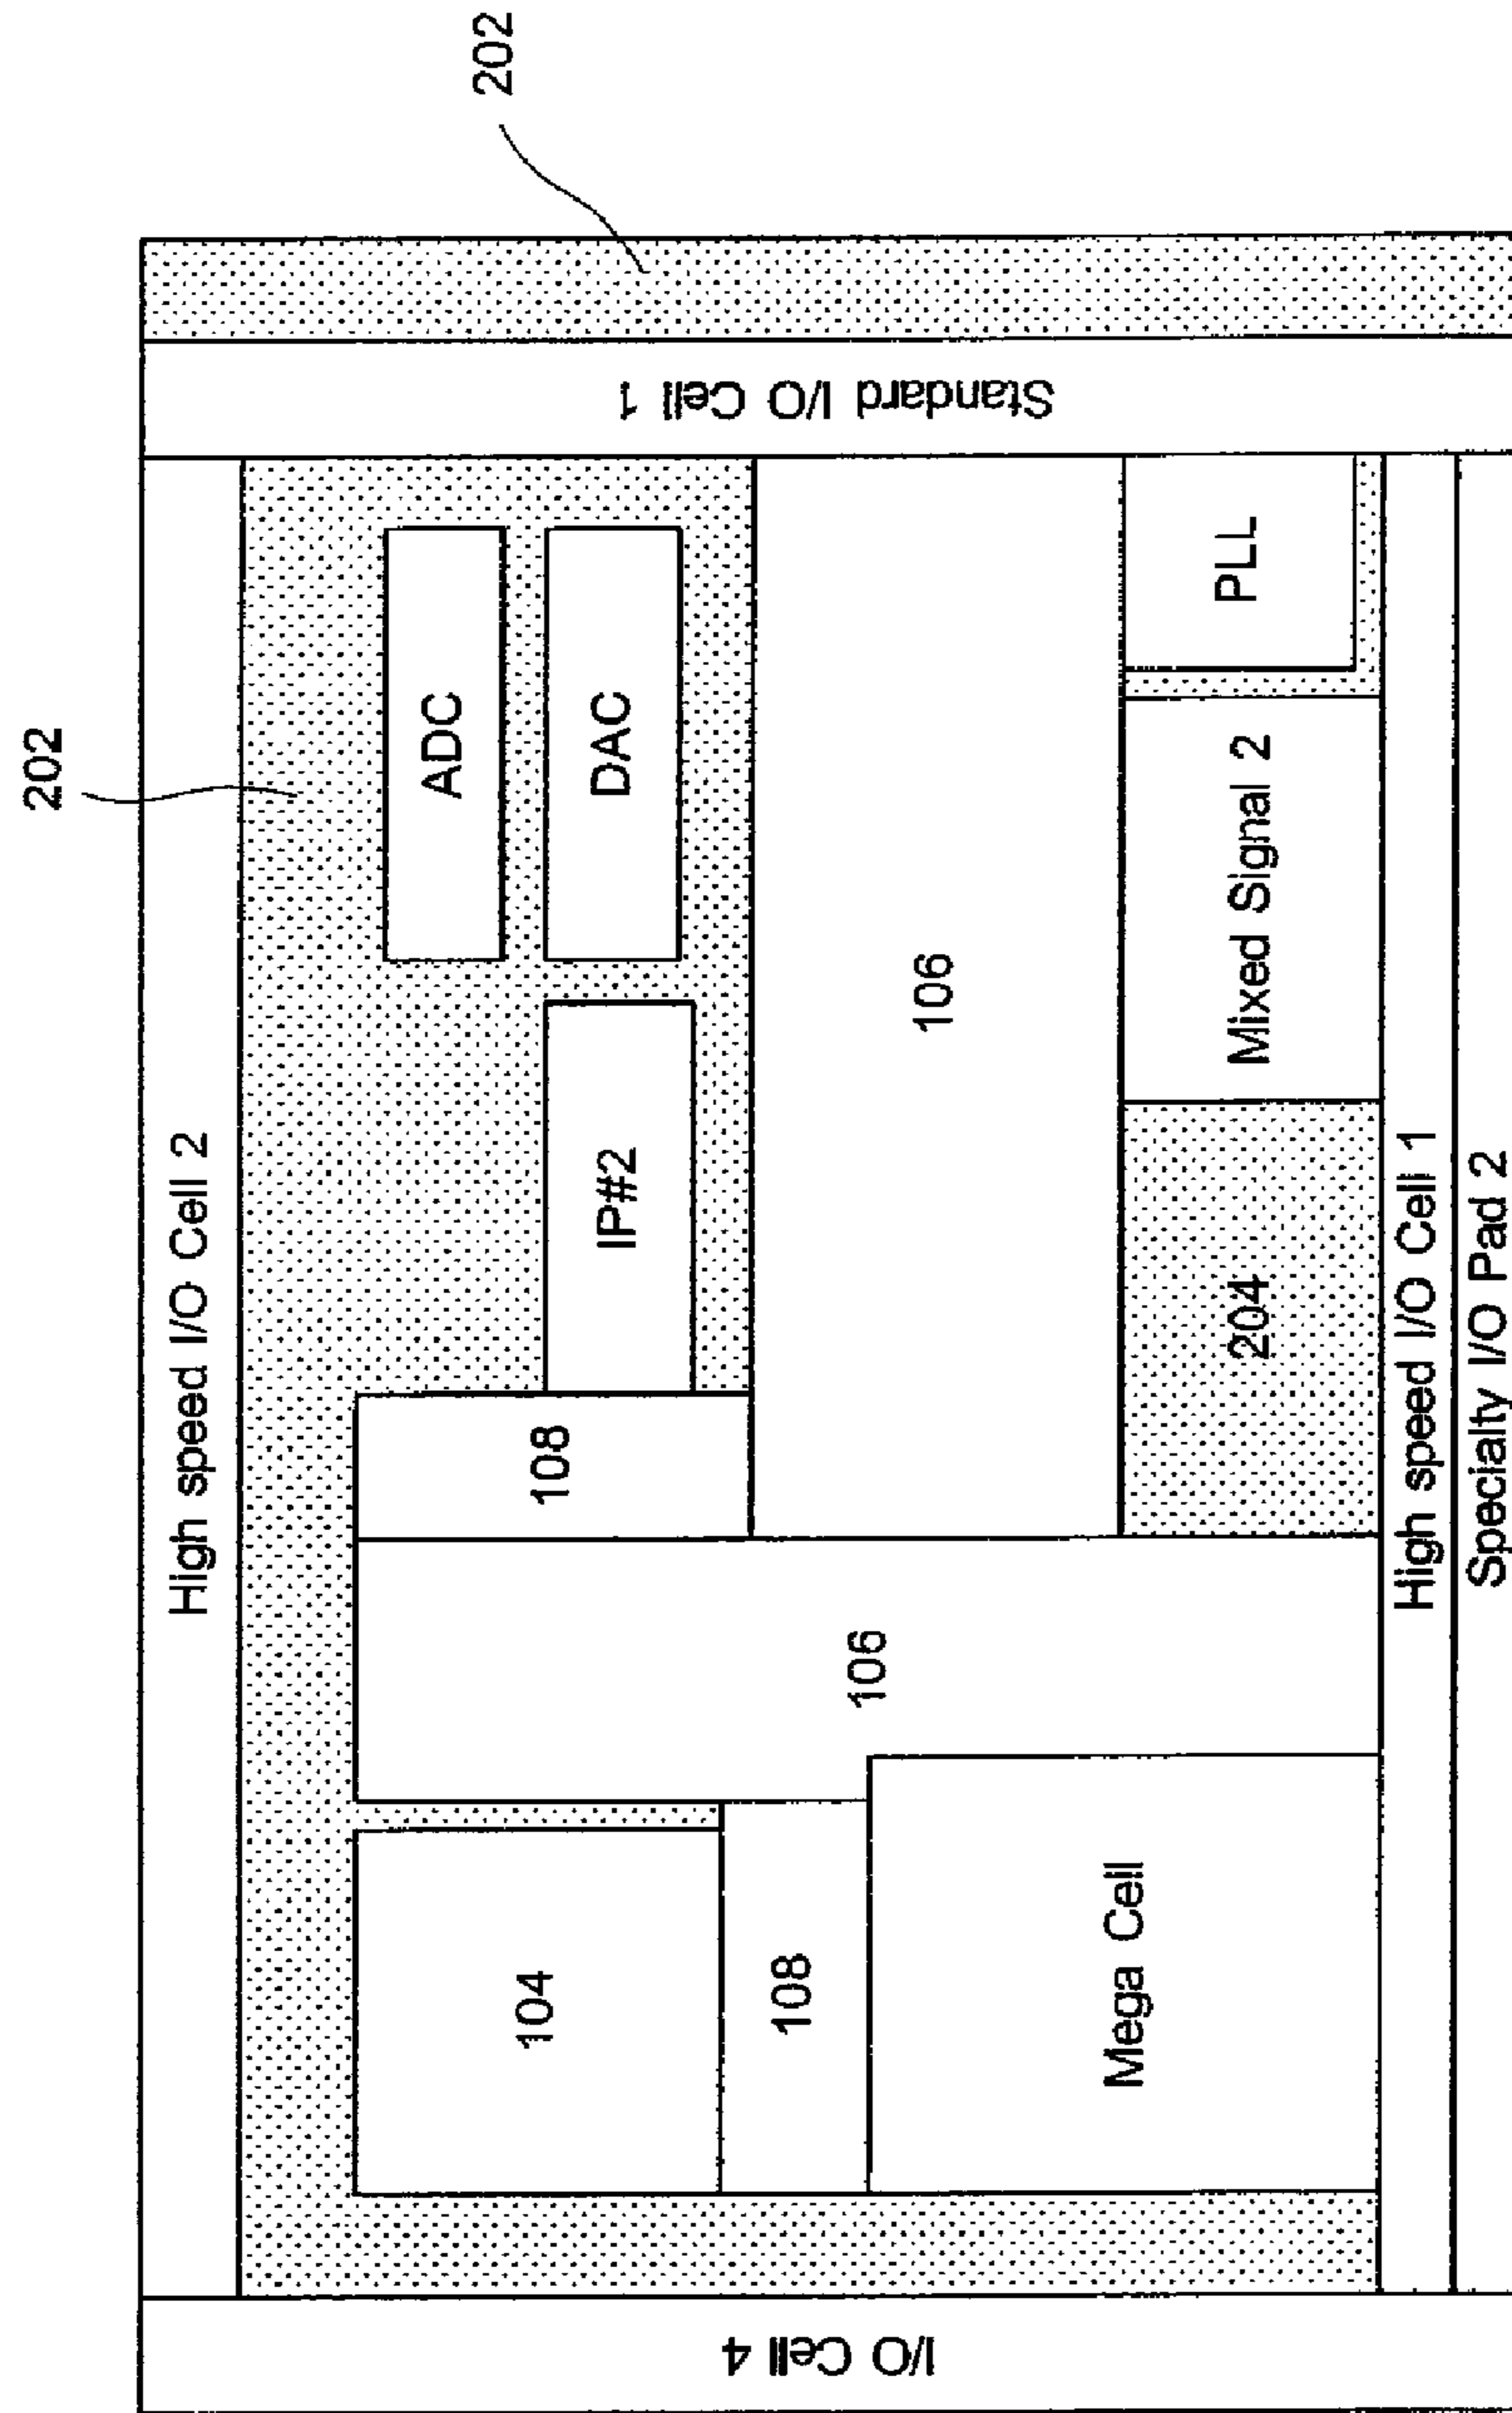 202
High speed I/O Cell 2
202
ADC
104
108
IP#2
DAC
108
I/O Cell 4
Standard I/O Cell 1
106
106
Mega Cell
204
Mixed Signal 2
PLL
High speed I/O Cell 1
Specialty I/O Pad 2